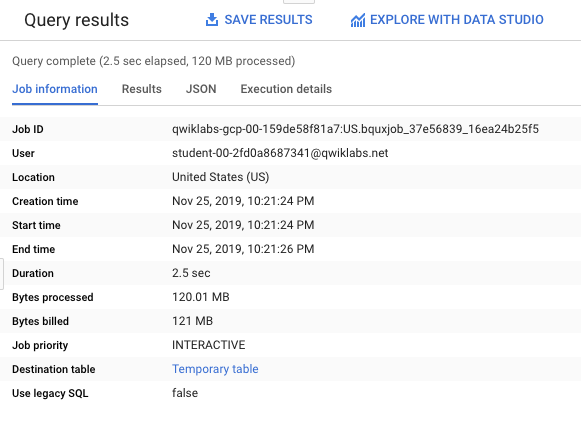 Query results SAVE RESULTS EXPLORE WITH DATA STUDIO
Query complete (2.5 sec elapsed, 120 MB processed)
Job information Results JSON Execution details
Job ID qwiklabs-gcp-00-159de58f81a7:US.bquxjob_37e56839_16ea24b25f5
User student-00-2fd0a8687341@qwiklabs.net
Location United States (US)
Creation time Nov 25, 2019, 10:21:24 PM
Start time Nov 25, 2019, 10:21:24 PM
End time Nov 25, 2019, 10:21:26 PM
Duration 2.5 sec
Bytes processed 120.01 MB
Bytes billed 121 MB
Job priority INTERACTIVE
Destination table Temporary table
Use legacy SQL false